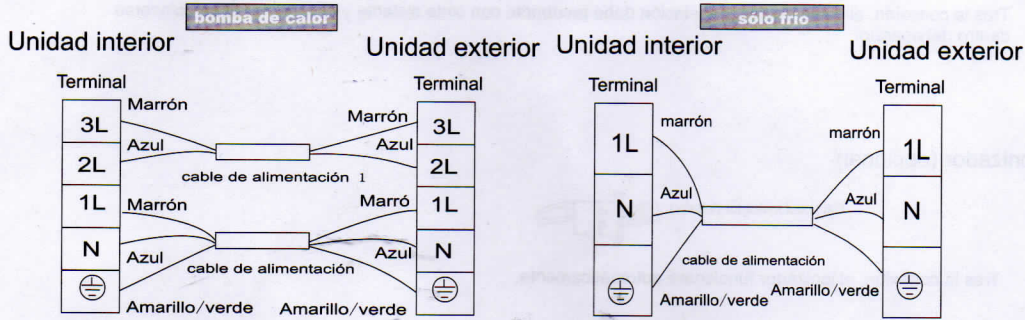 bomba de calor
Unidad interior
Unidad exterior
Terminal
Terminal
3L
Marrón
Marrón
3L
2L
Azul
Azul
2L
cable de alimentación 1
1L
Marrón
Marró
1L
N
Azul
Azul
N
cable de alimentación
Amarillo/verde
Amarillo/verde
sólo frio
Unidad interior
Unidad exterior
Terminal
Terminal
1L
marrón
marrón
1L
N
Azul
Azul
N
cable de alimentación
Amarillo/verde
Amarillo/verde